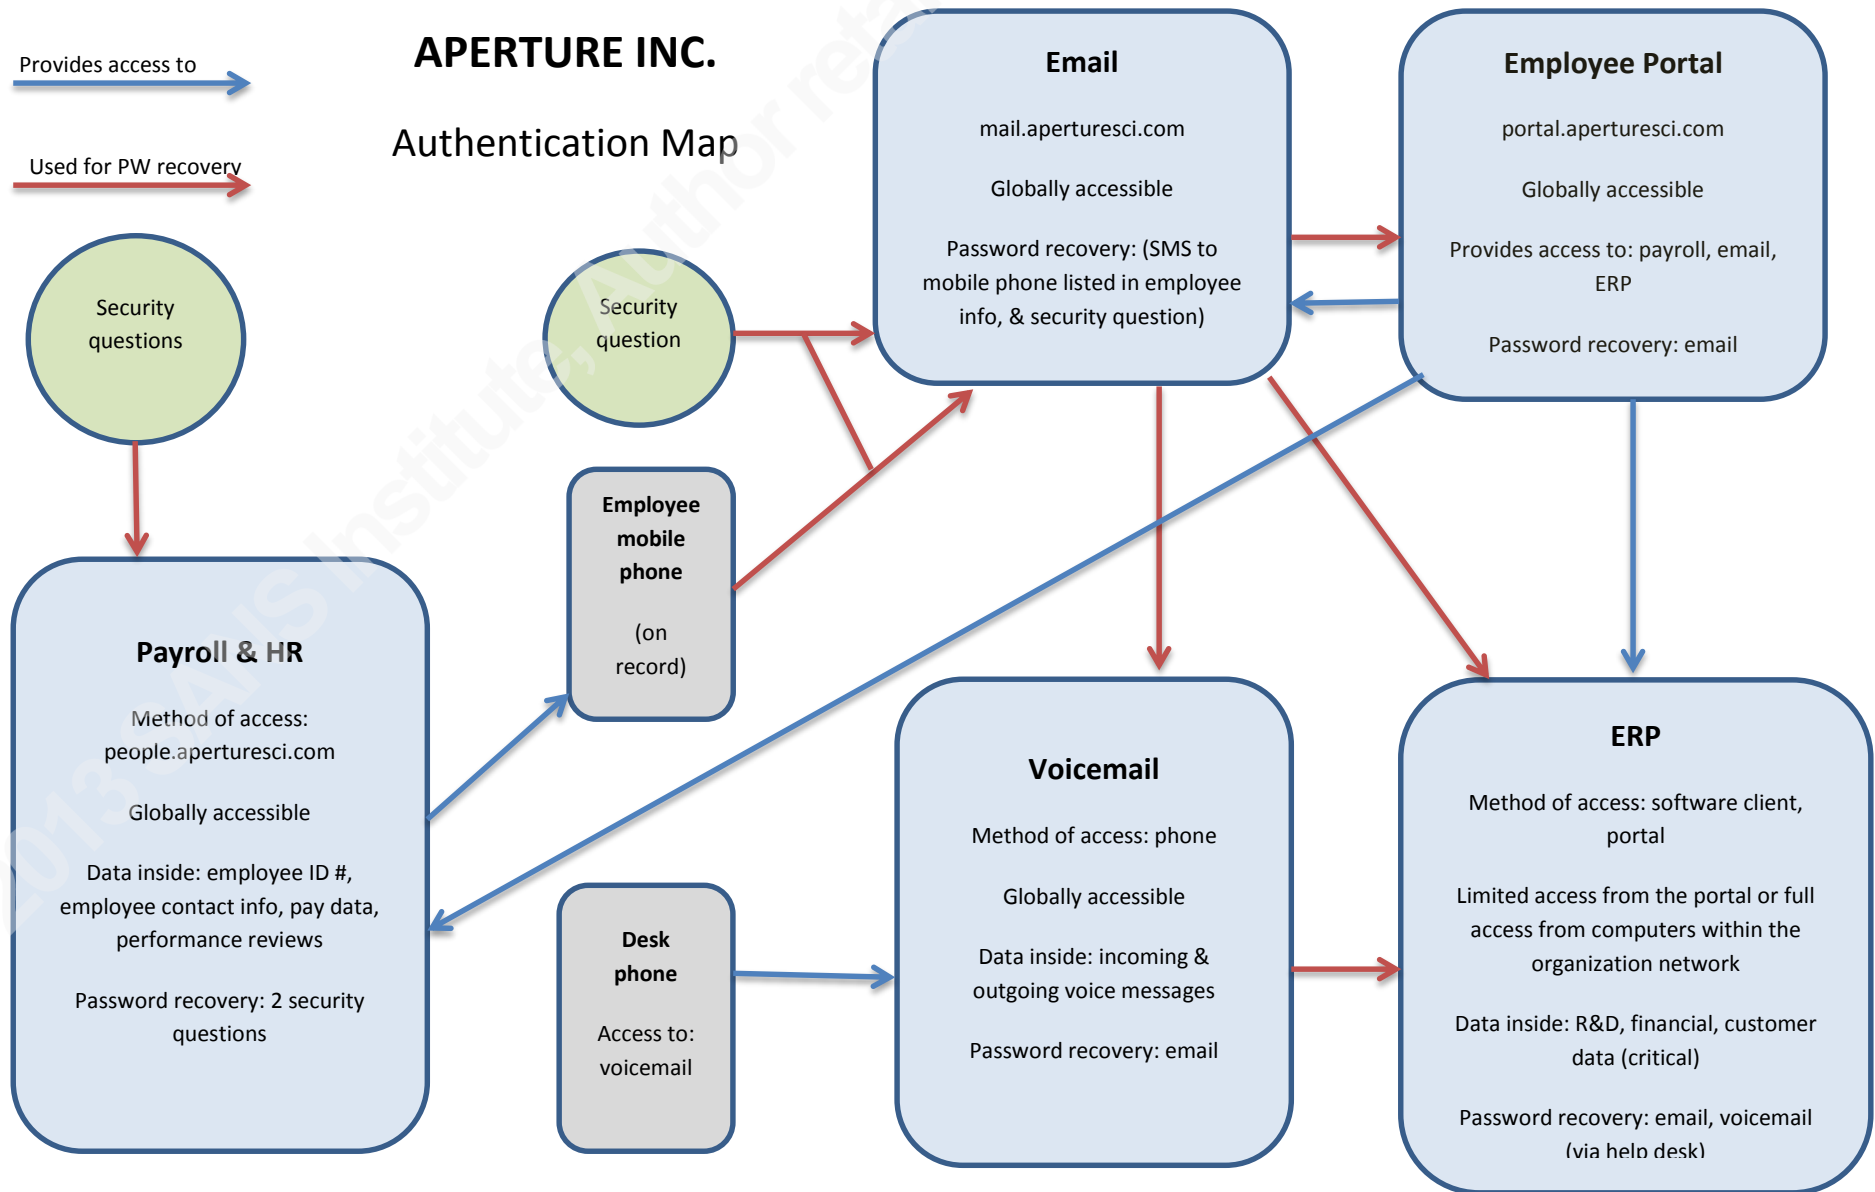 Provides access to
Used for PW recovery
APERTURE INC.
Authentication Map
Security
questions
Security
question
Email
mail.aperturesci.com
Globally accessible
Password recovery: (SMS to
mobile phone listed in employee
info, & security question)
Employee Portal
portal.aperturesci.com
Globally accessible
Provides access to: payroll, email,
ERP
Password recovery: email
Employee
mobile
phone
(on
record)
Payroll & HR
Method of access:
people.aperturesci.com
Globally accessible
Data inside: employee ID #,
employee contact info, pay data,
performance reviews
Password recovery: 2 security
questions
Desk
phone
Access to:
voicemail
Voicemail
Method of access: phone
Globally accessible
Data inside: incoming &
outgoing voice messages
Password recovery: email
ERP
Method of access: software client,
portal
Limited access from the portal or full
access from computers within the
organization network
Data inside: R&D, financial, customer
data (critical)
Password recovery: email, voicemail
(via help desk)
2013 SANS Institute, Author retai